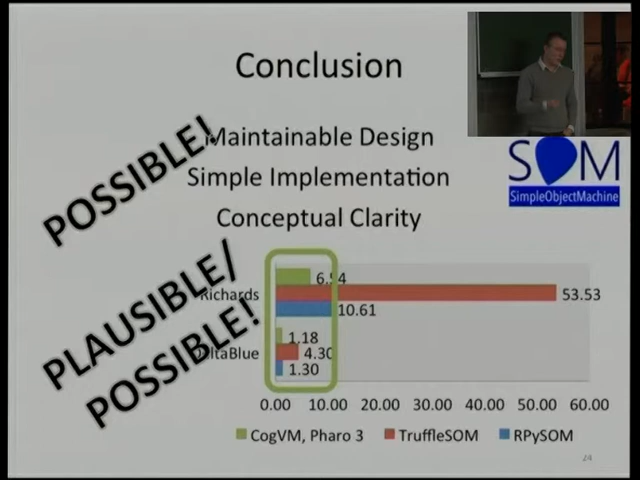 Conclusion
POSSIBLE!
Maintainable Design
Simple Implementation
Conceptual Clarity
SOM
SimpleObjectMachine
PLAUSIBLE/
POSSIBLE!
Richards
6.94
53.53
10.61
DeltaBlue
1.18
4.30
1.30
0.00 10.00 20.00 30.00 40.00 50.00 60.00
CogVM, Pharo 3 TruffleSOM RPySOM
24